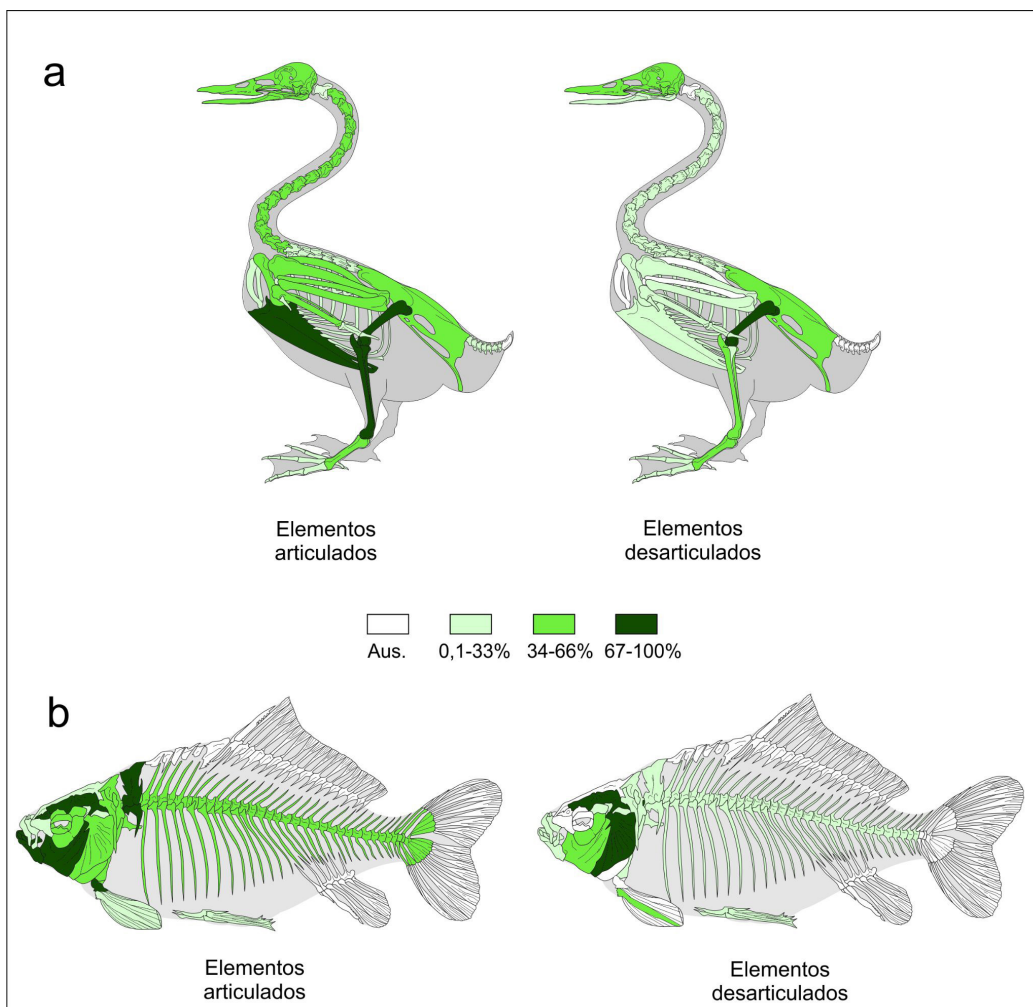 a
Elementos
articulados
Elementos
desarticulados
Aus.
0,1-33%
34-66%
67-100%
b
Elementos
articulados
Elementos
desarticulados